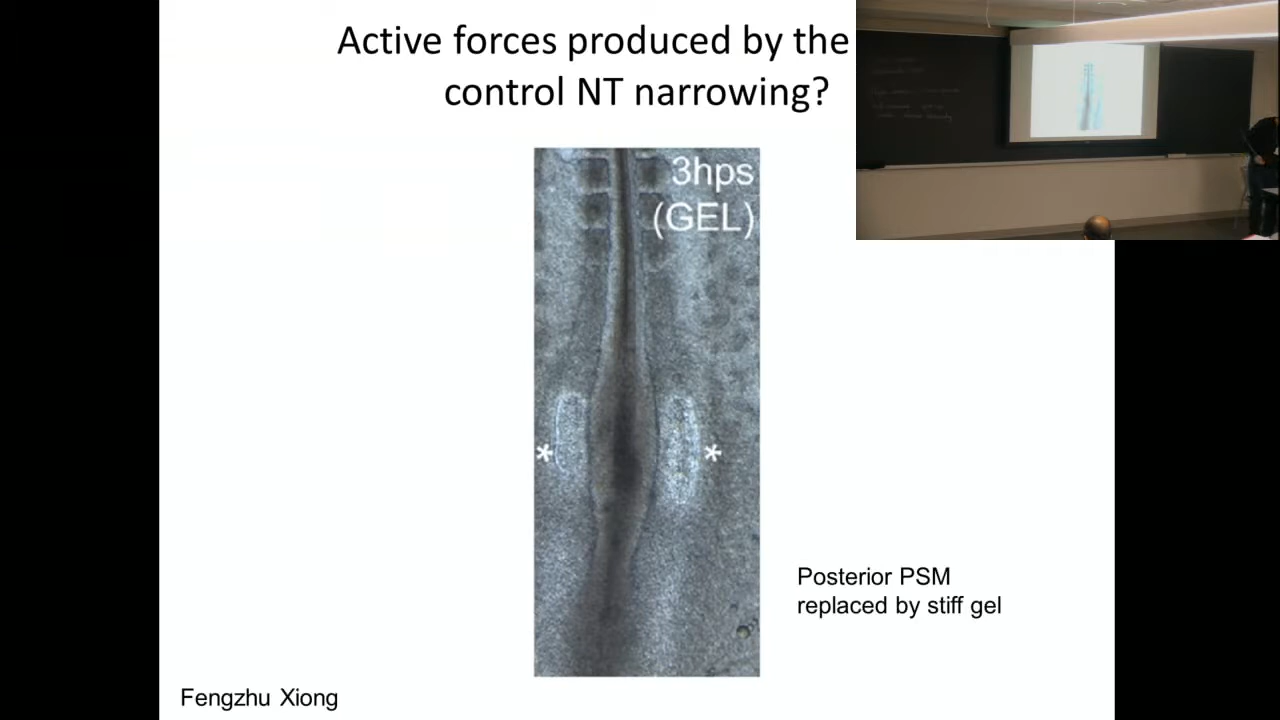 Active forces produced by the
control NT narrowing?
3hps
(GEL)
*
*
Posterior PSM
replaced by stiff gel
Fengzhu Xiong